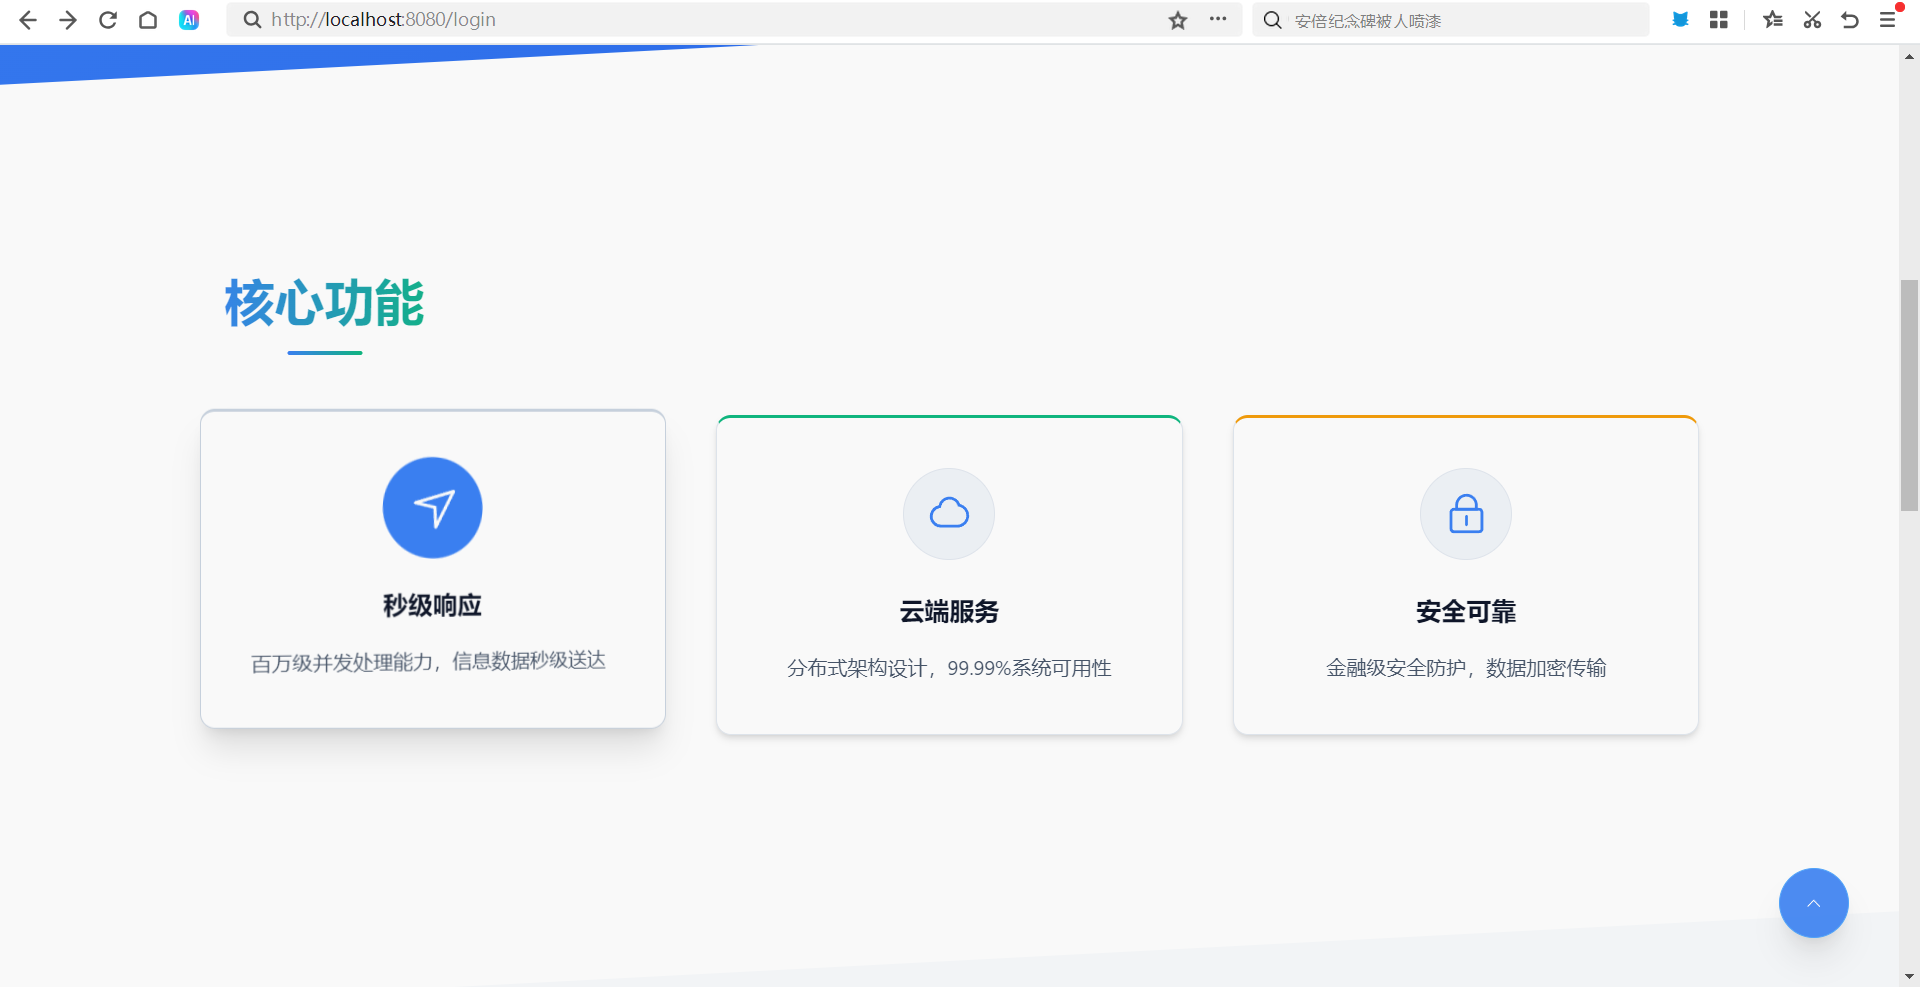 AI
http://localhost:8080/login
安倍纪念碑被人喷漆
核心功能
秒级响应
百万级并发处理能力，信息数据秒级送达
云端服务
分布式架构设计，99.99%系统可用性
安全可靠
金融级安全防护，数据加密传输